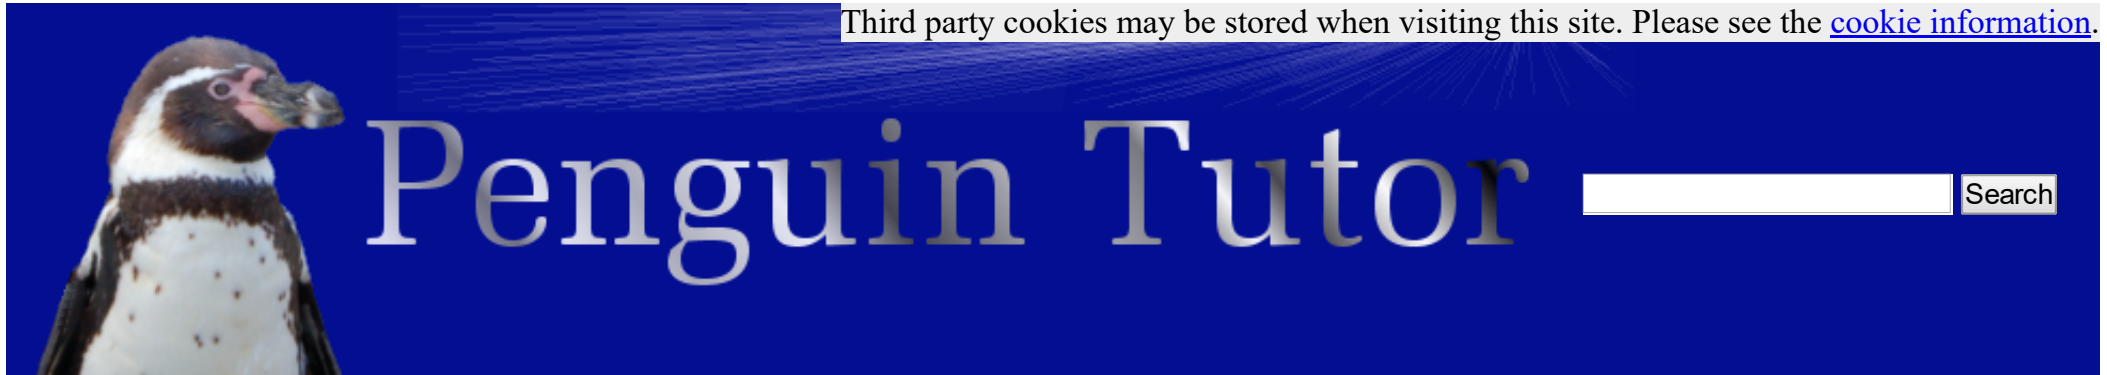 Third party cookies may be stored when visiting this site. Please see the cookie information.
Penguin Tutor
Search